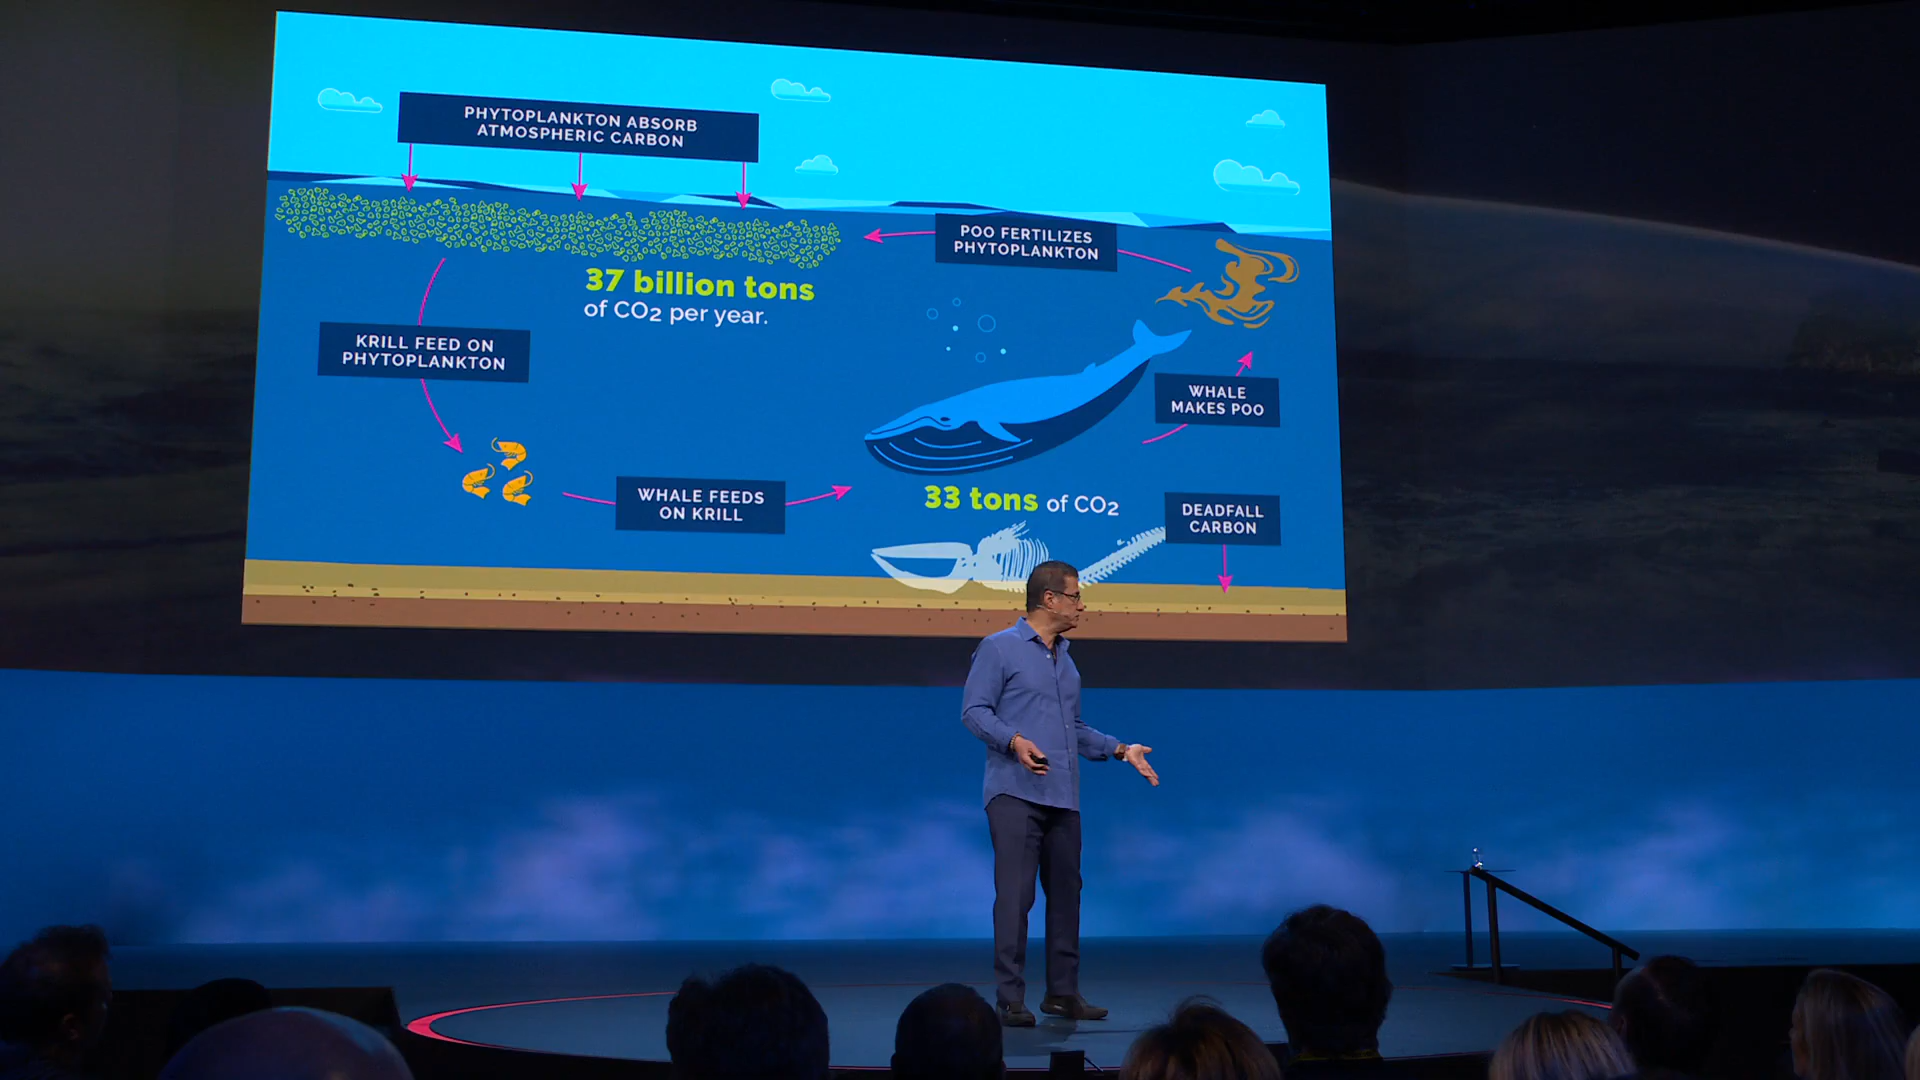 PHYTOPLANKTON ABSORB
ATMOSPHERIC CARBON
POO FERTILIZES
PHYTOPLANKTON
37 billion tons
of CO2 per year.
KRILL FEED ON
PHYTOPLANKTON
WHALE
MAKES POO
WHALE FEEDS
ON KRILL
33 tons of CO2
DEADFALL
CARBON